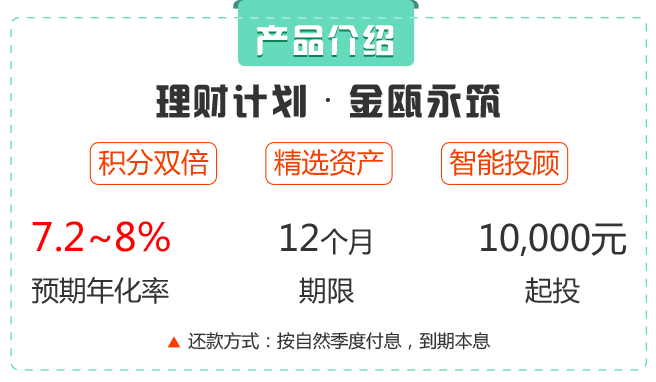 产品介绍
理财计划·金瓯永筑
积分双倍 精选资产 智能投顾
7.2~8% 12个月 10,000元
预期年化率 期限 起投
▲ 还款方式：按自然季度付息，到期本息